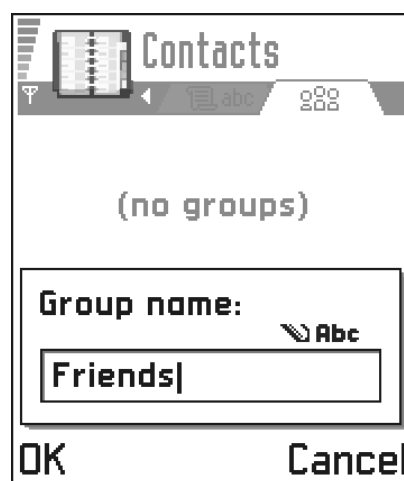 Contacts
abc
(no groups)
Group name:
Abc
Friends
OK Cancel